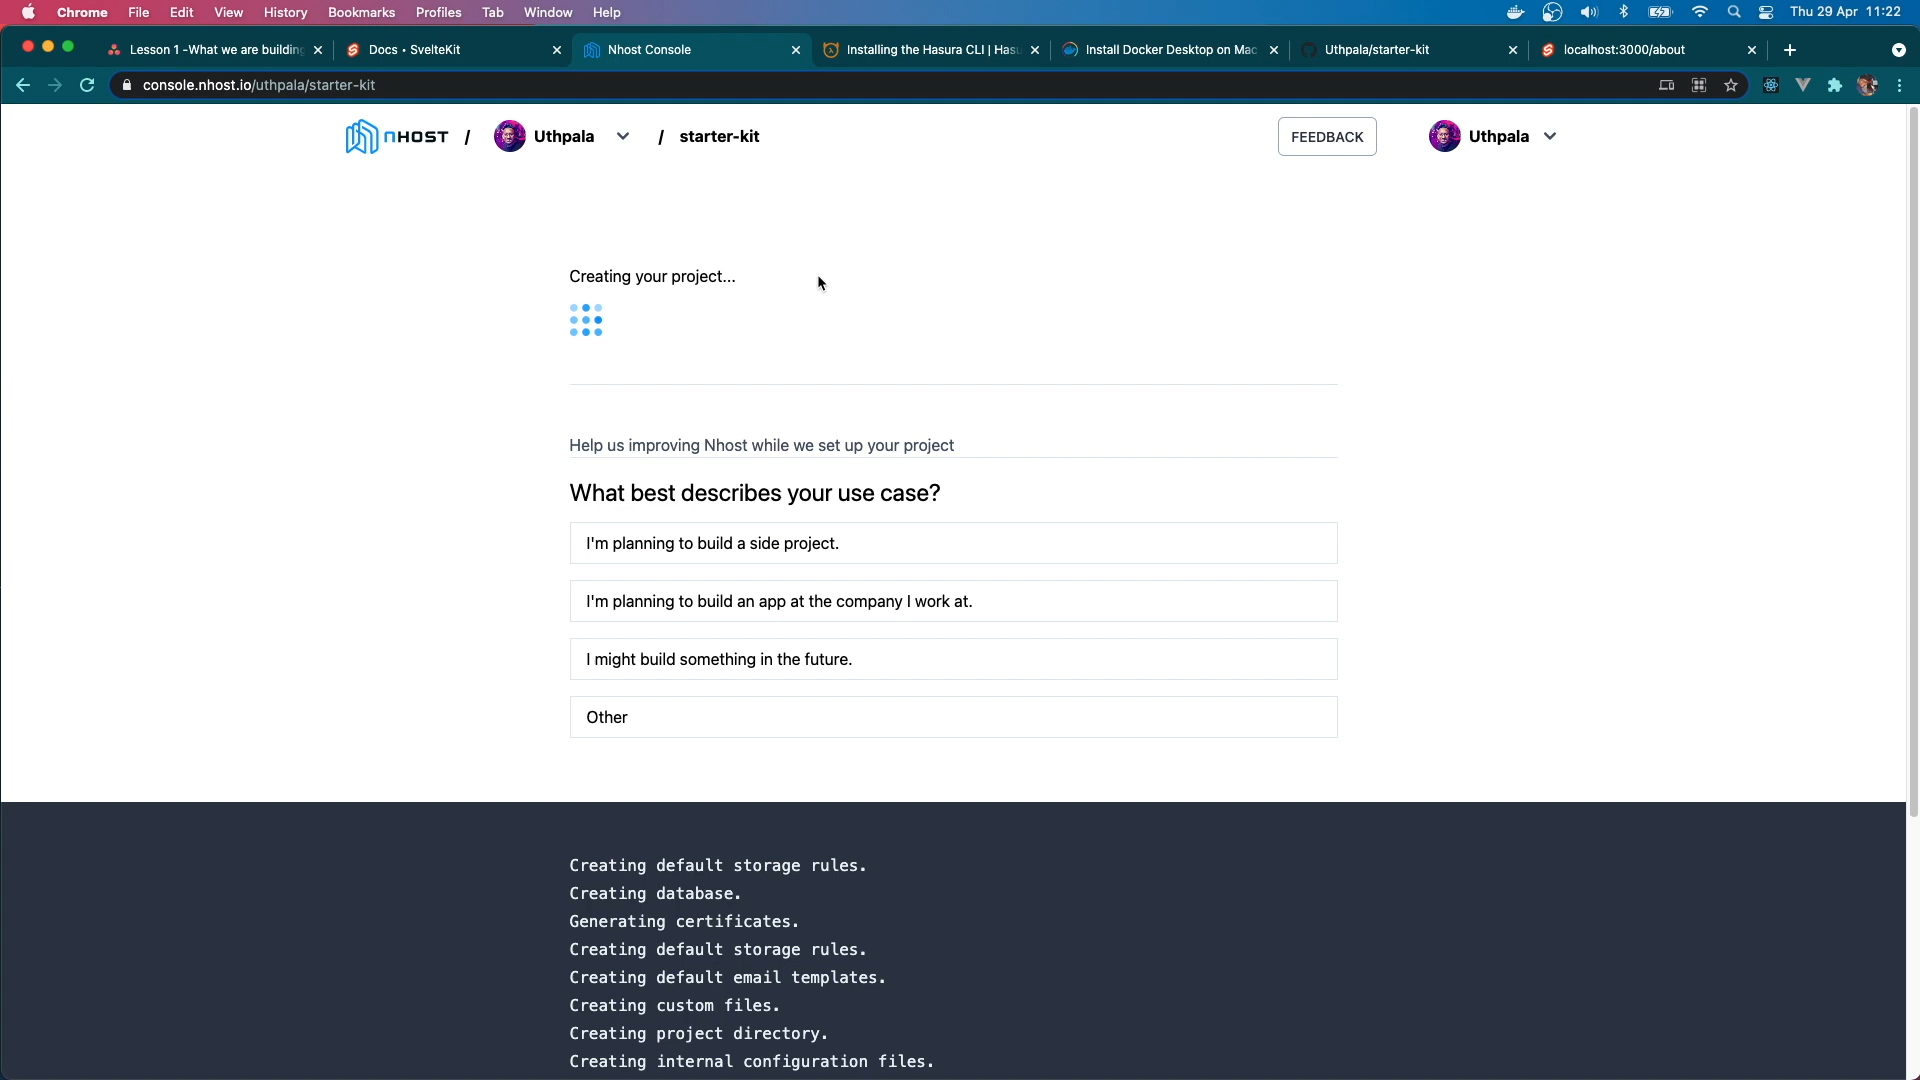 Chrome File Edit View History Bookmarks Profiles Tab Window Help Thu 29 Apr 11:22
Lesson 1 -What we are building Docs • SvelteKit Nhost Console Installing the Hasura CLI | Hasu Install Docker Desktop on Mac Uthpala/starter-kit localhost:3000/about
console.nhost.io/uthpala/starter-kit
nHOST / Uthpala / starter-kit FEEDBACK Uthpala
Creating your project...
Help us improving Nhost while we set up your project
What best describes your use case?
I'm planning to build a side project.
I'm planning to build an app at the company I work at.
I might build something in the future.
Other
Creating default storage rules.
Creating database.
Generating certificates.
Creating default storage rules.
Creating default email templates.
Creating custom files.
Creating project directory.
Creating internal configuration files.